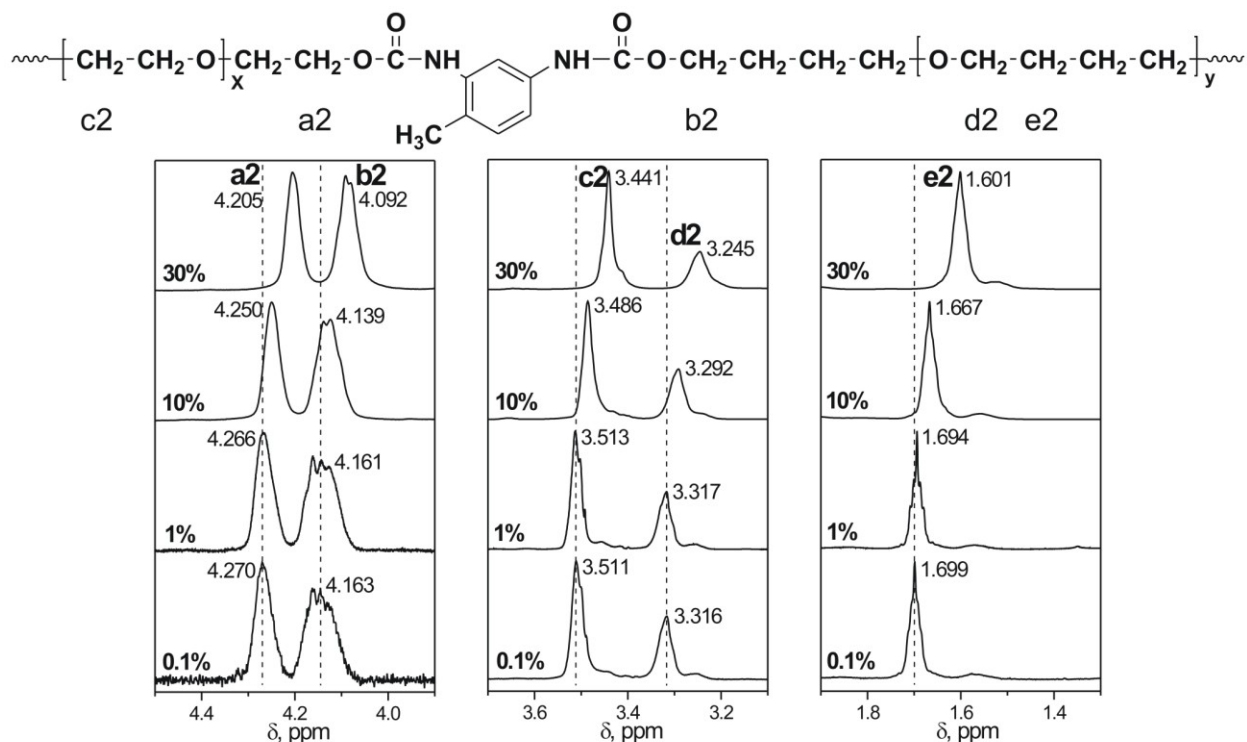 O O
[CH₂-CH₂-O]x CH₂-CH₂-O-C-NH NH-C-O-CH₂-CH₂-CH₂-CH₂[O-CH₂-CH₂-CH₂-CH₂]y
H₃C
c2 a2 b2 d2 e2
a2 b2
4.205 4.092
30%
4.250 4.139
10%
4.266 4.161
1%
4.270 4.163
0.1%
4.4 4.2 4.0
δ, ppm
c2 3.441
d2 3.245
30%
3.486
3.292
10%
3.513
3.317
1%
3.511
3.316
0.1%
3.6 3.4 3.2
δ, ppm
e2 1.601
30%
1.667
10%
1.694
1%
1.699
0.1%
1.8 1.6 1.4
δ, ppm